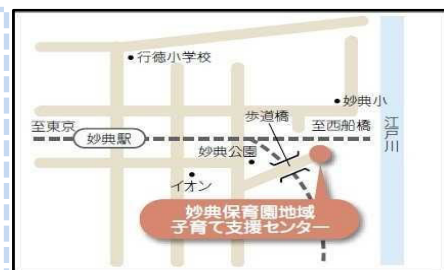 •行徳小学校
•妙典小
歩道橋
至東京
妙典駅
至西船橋
江戸川
妙典公園
イオン
妙典保育園地域
子育て支援センター